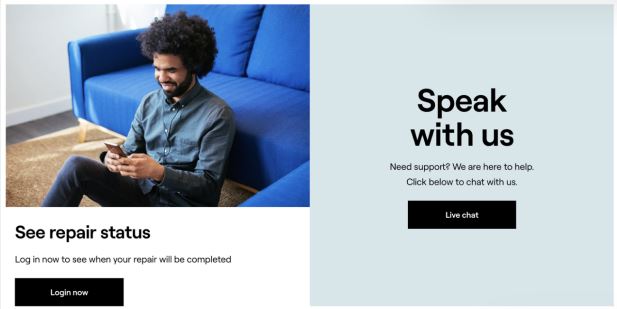 See repair status
Log in now to see when your repair will be completed
Login now
Speak
with us
Need support? We are here to help.
Click below to chat with us.
Live chat